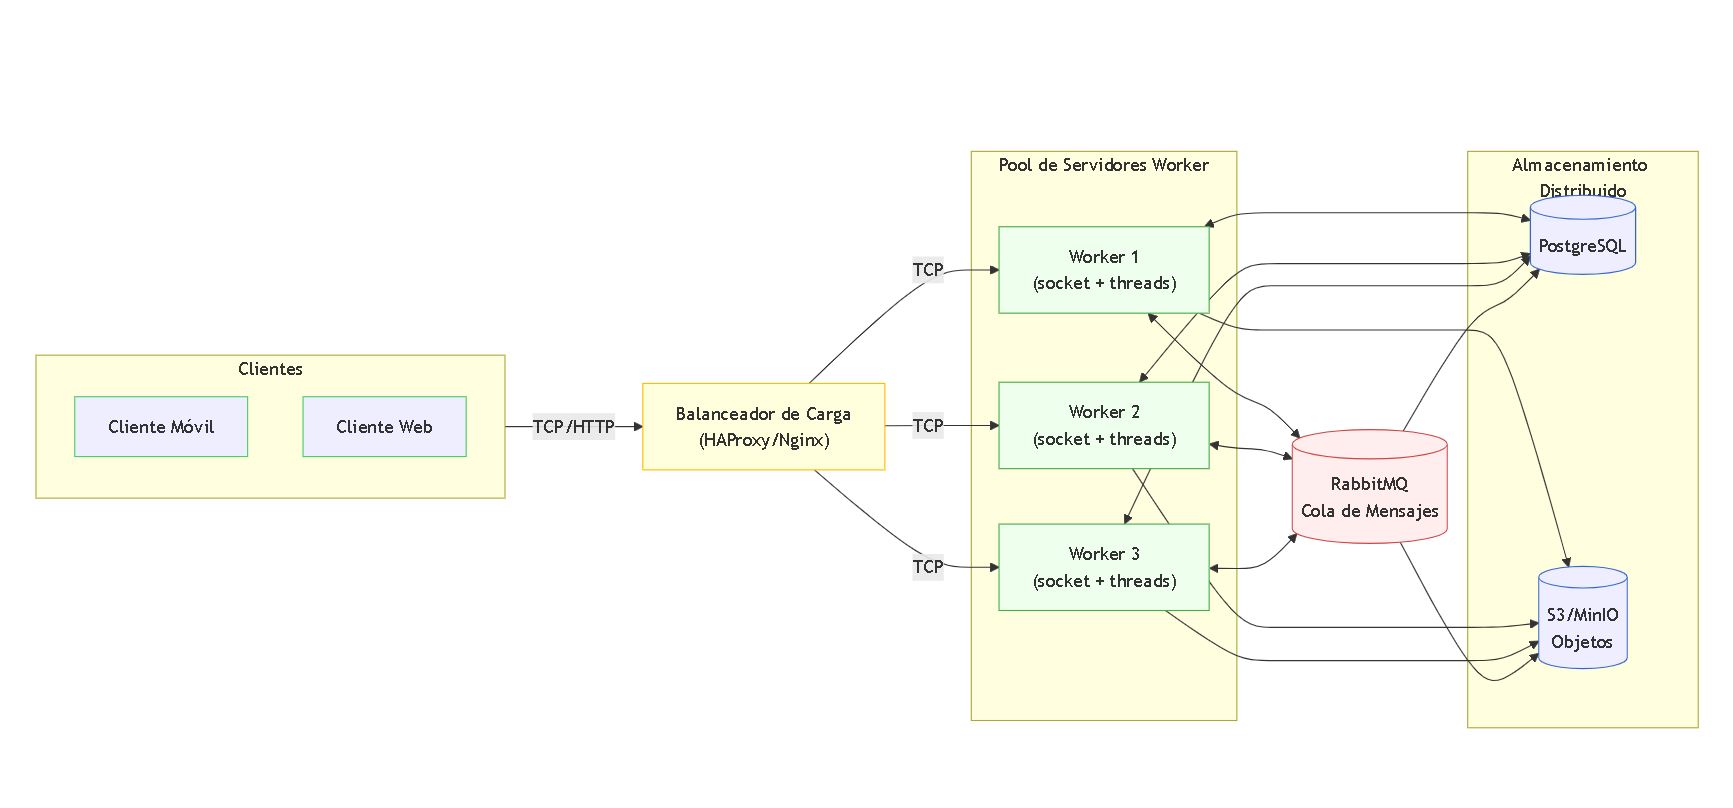 Clientes
Cliente Móvil
Cliente Web
TCP/HTTP
Balanceador de Carga
(HAProxy/Nginx)
TCP
TCP
TCP
Pool de Servidores Worker
Worker 1
(socket + threads)
Worker 2
(socket + threads)
Worker 3
(socket + threads)
RabbitMQ
Cola de Mensajes
Almacenamiento
Distribuido
PostgreSQL
S3/MinIO
Objetos